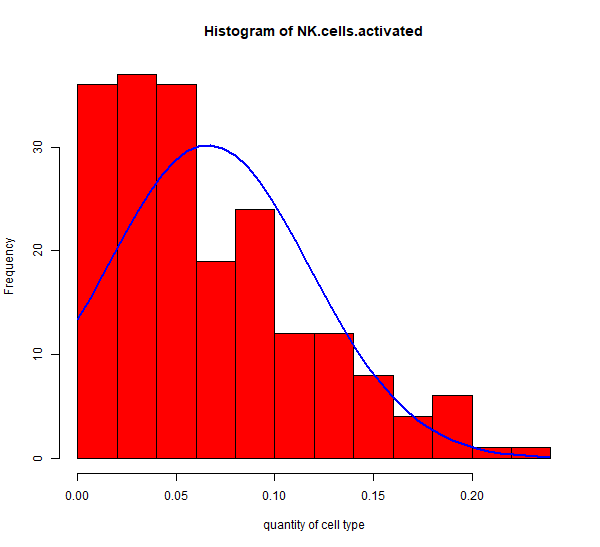 Histogram of NK.cells.activated
Frequency
30
20
10
0
0.00 0.05 0.10 0.15 0.20
quantity of cell type